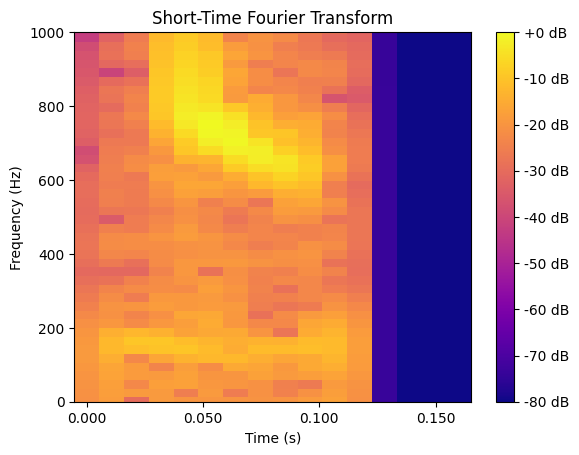 Short-Time Fourier Transform
1000
800
600
400
200
0
Frequency (Hz)
0.000
0.050
0.100
0.150
Time (s)
+0 dB
-10 dB
-20 dB
-30 dB
-40 dB
-50 dB
-60 dB
-70 dB
-80 dB